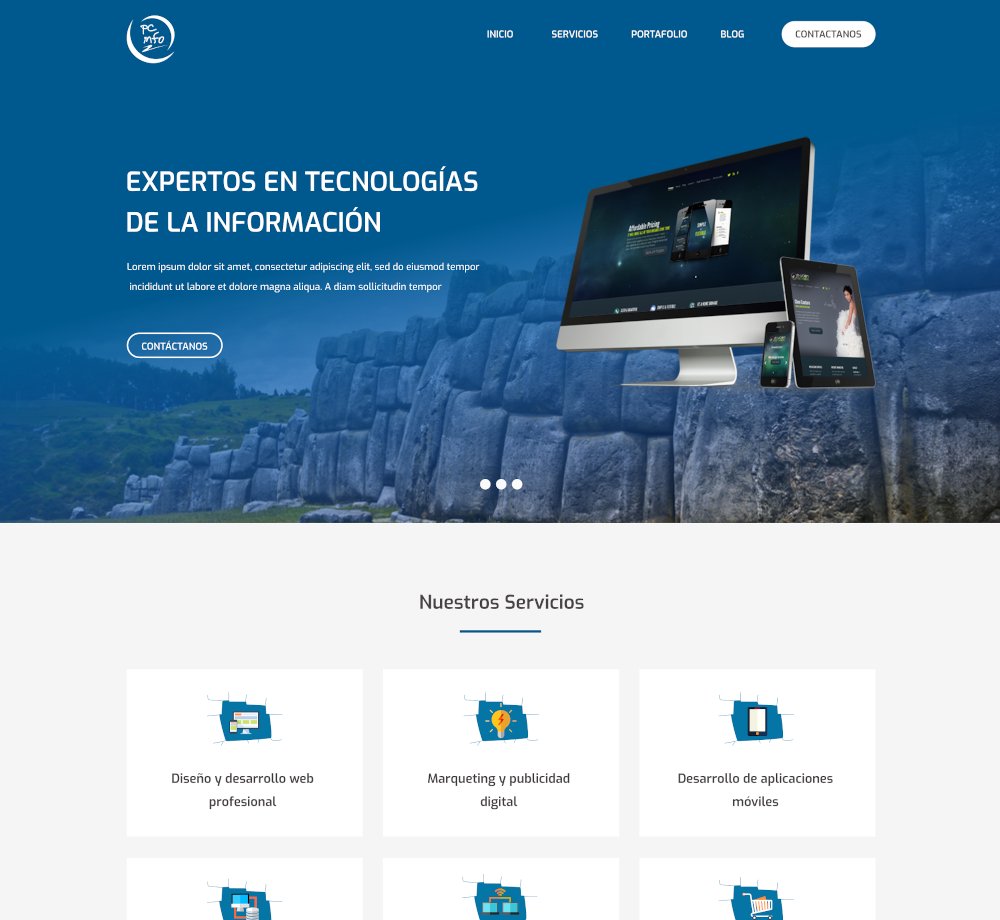 PC
INFO
INICIO SERVICIOS PORTAFOLIO BLOG CONTACTANOS
EXPERTOS EN TECNOLOGÍAS
DE LA INFORMACIÓN
Lorem ipsum dolor sit amet, consectetur adipiscing elit, sed do eiusmod tempor
incididunt ut labore et dolore magna aliqua. A diam sollicitudin tempor
CONTÁCTANOS
Affordable Pricing
Nuestros Servicios
Diseño y desarrollo web
profesional
Marqueting y publicidad
digital
Desarrollo de aplicaciones
móviles